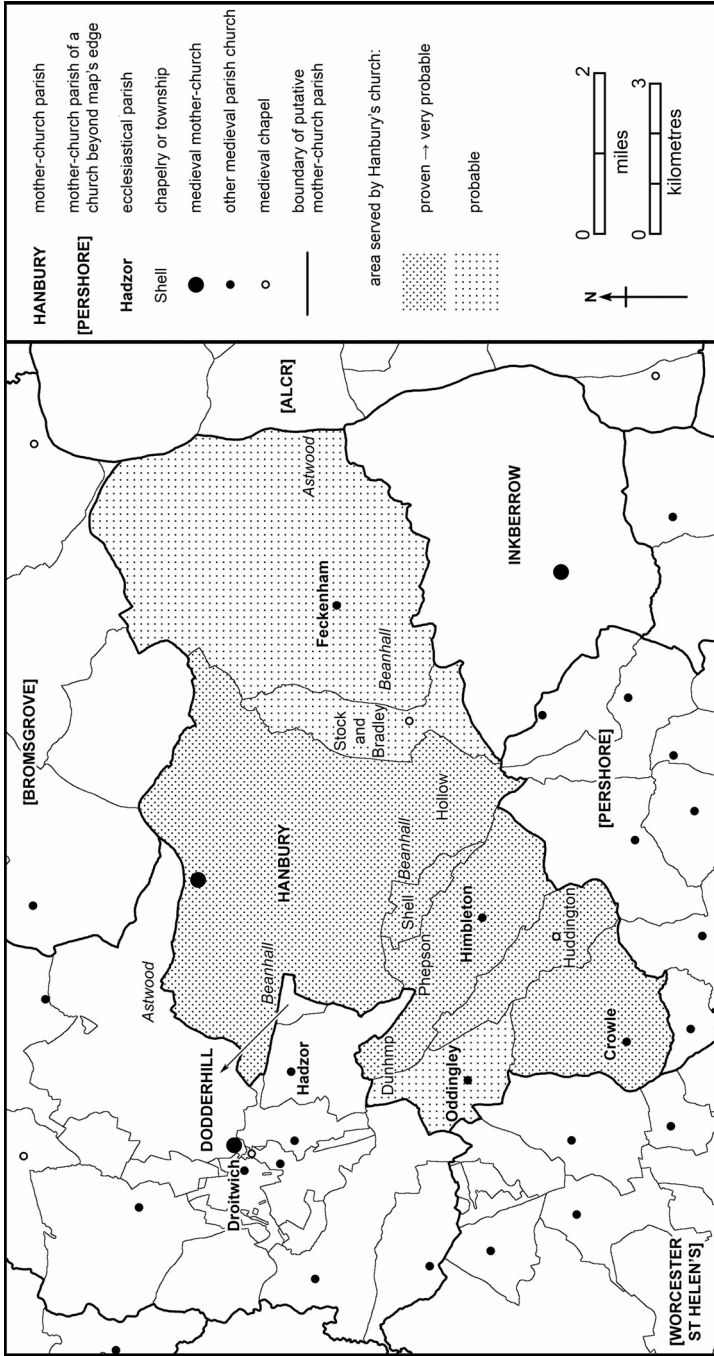 [BROMSGROVE]
Astwood
DODDERHILL
Droitwich
Beanhall
Hadzor
HANBURY
Stock
and
Bradley
Feckenham
Astwood
[ALCR]
Dunhmp
Phepson
Shell
Beanhall
Hollow
Beanhall
Oddingley
Himbleton
Huddington
INKBERROW
Crowle
[PERSHORE]
[WORCESTER
ST HELEN'S]
HANBURY mother-church parish
[PERSHORE] mother-church parish of a
church beyond map's edge
Hadzor ecclesiastical parish
Shell chapelry or township
medieval mother-church
other medieval parish church
medieval chapel
boundary of putative
mother-church parish
area served by Hanbury's church:
proven → very probable
probable
N
0 2
miles
0 3
kilometres